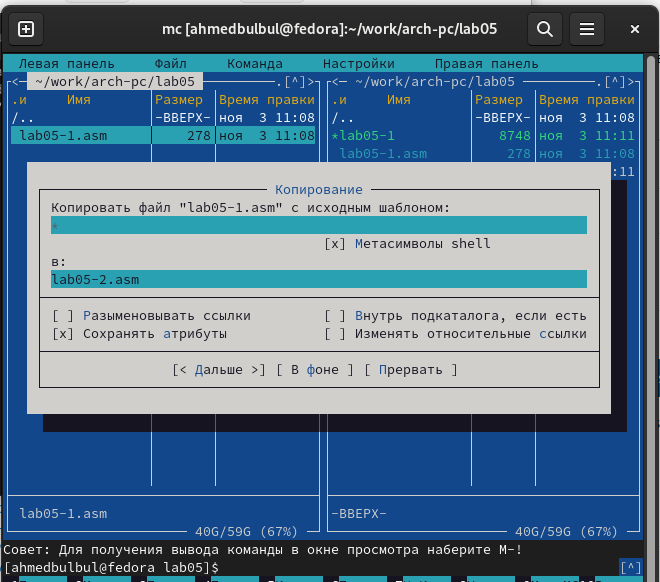 mc [ahmedbulbul@fedora]:~/work/arch-pc/lab05
Левая панель Файл Команда Настройки Правая панель
<─ ~/work/arch-pc/lab05 .[^]> <─ ~/work/arch-pc/lab05 .[^]>
.и Имя Размер Время правки .и Имя Размер Время правки
/.. -ВВЕРХ- ноя 3 11:08 /.. -ВВЕРХ- ноя 3 11:08
lab05-1.asm 278 ноя 3 11:08 *lab05-1 8748 ноя 3 11:11
lab05-1.asm 278 ноя 3 11:08
:11
Копирование
Копировать файл "lab05-1.asm" с исходным шаблоном:
*
[x] Метасимволы shell
в:
lab05-2.asm
[ ] Разыменовывать ссылки [ ] Внутрь подкаталога, если есть
[x] Сохранять атрибуты [ ] Изменять относительные ссылки
[< Дальше >] [ В фоне ] [ Прервать ]
lab05-1.asm -ВВЕРХ-
40G/59G (67%) 40G/59G (67%)
Совет: Для получения вывода команды в окне просмотра наберите M-!
[ahmedbulbul@fedora lab05]$ [^]